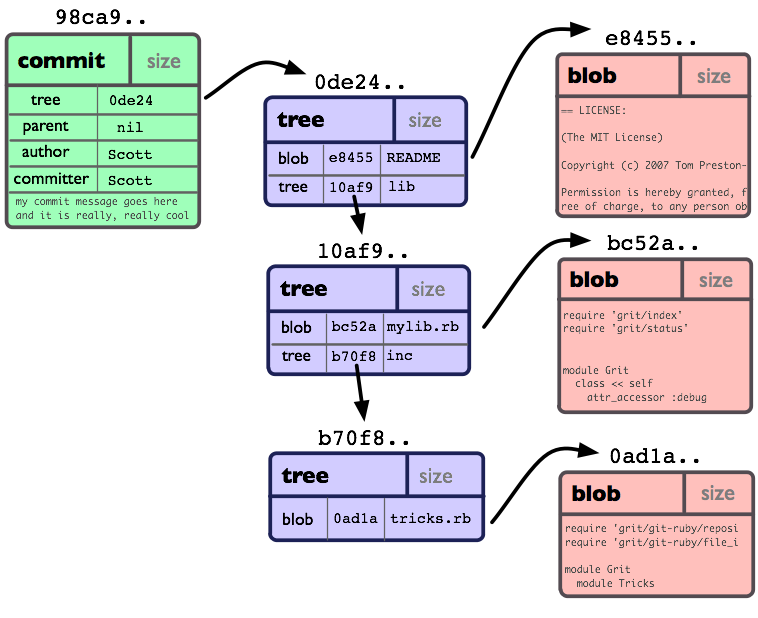 98ca9..
commit size
tree 0de24
parent nil
author Scott
committer Scott
my commit message goes here
and it is really, really cool
0de24..
tree size
blob e8455 README
tree 10af9 lib
10af9..
tree size
blob bc52a mylib.rb
tree b70f8 inc
b70f8..
tree size
blob 0ad1a tricks.rb
e8455..
blob size
== LICENSE:
(The MIT License)
Copyright (c) 2007 Tom Preston-
Permission is hereby granted, f
ree of charge, to any person ob
bc52a..
blob size
require 'grit/index'
require 'grit/status'
module Grit
class << self
attr_accessor :debug
0ad1a..
blob size
require 'grit/git-ruby/reposi
require 'grit/git-ruby/file_i
module Grit
module Tricks